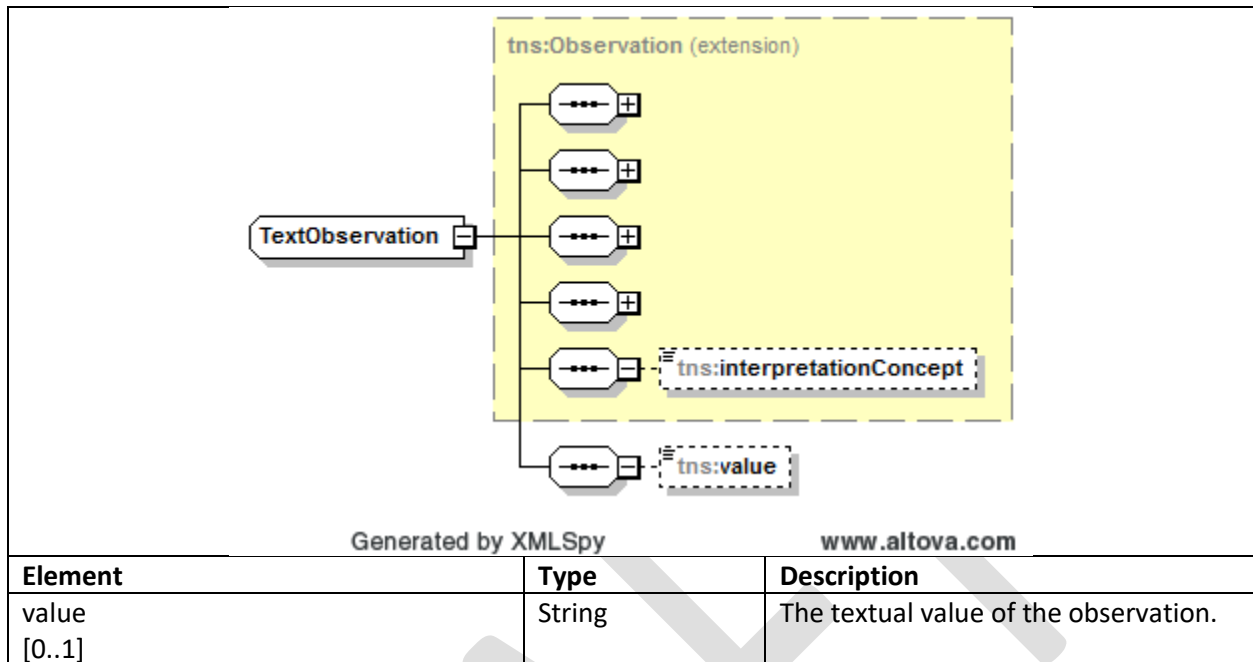 tns:Observation (extension)
TextObservation
tns:interpretationConcept
tns:value
Generated by XMLSpy www.altova.com
Element Type Description
value String The textual value of the observation.
[0..1]